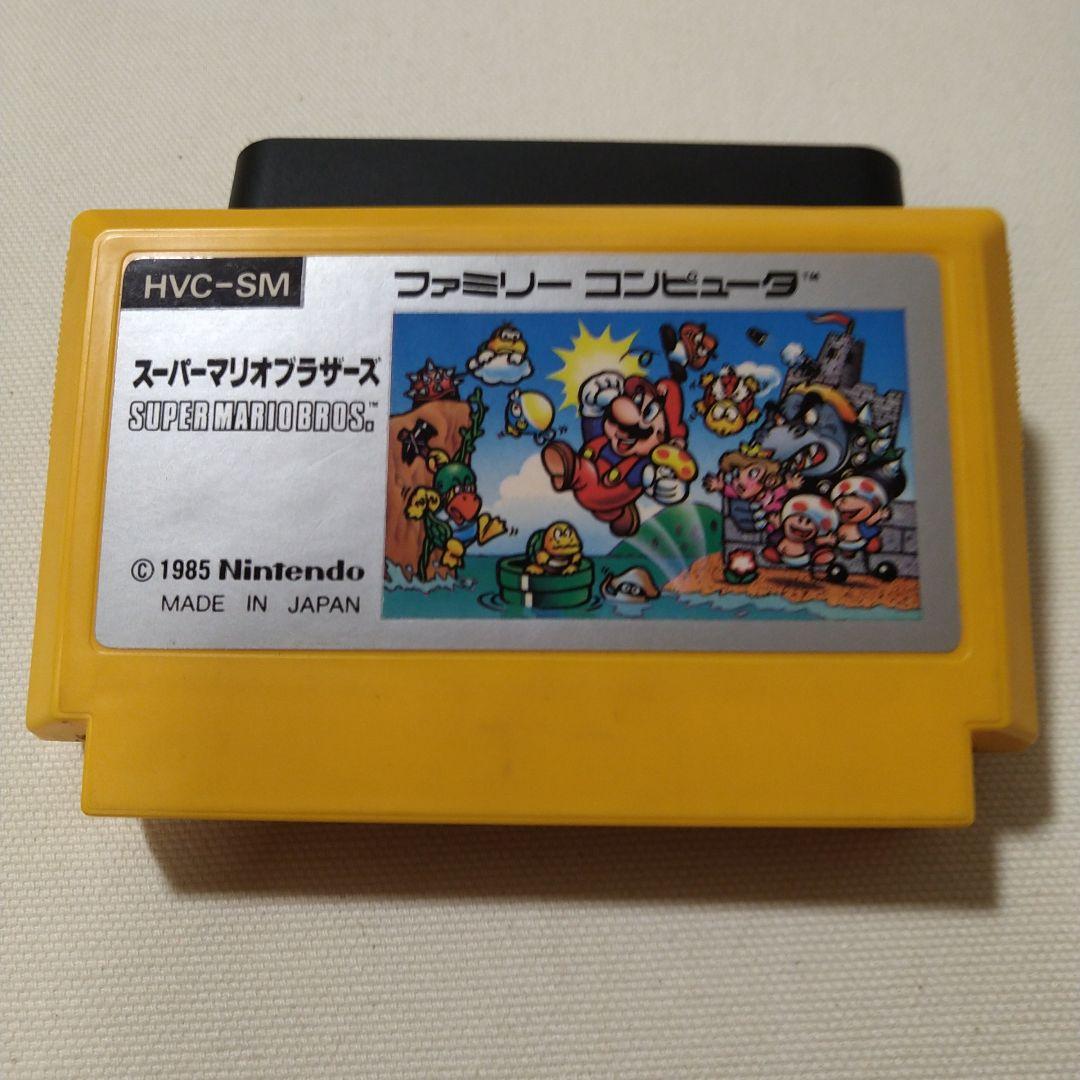 HVC-SM
ファミリー コンピュータ™
スーパーマリオブラザーズ
SUPER MARIO BROS.™
© 1985 Nintendo
MADE IN JAPAN